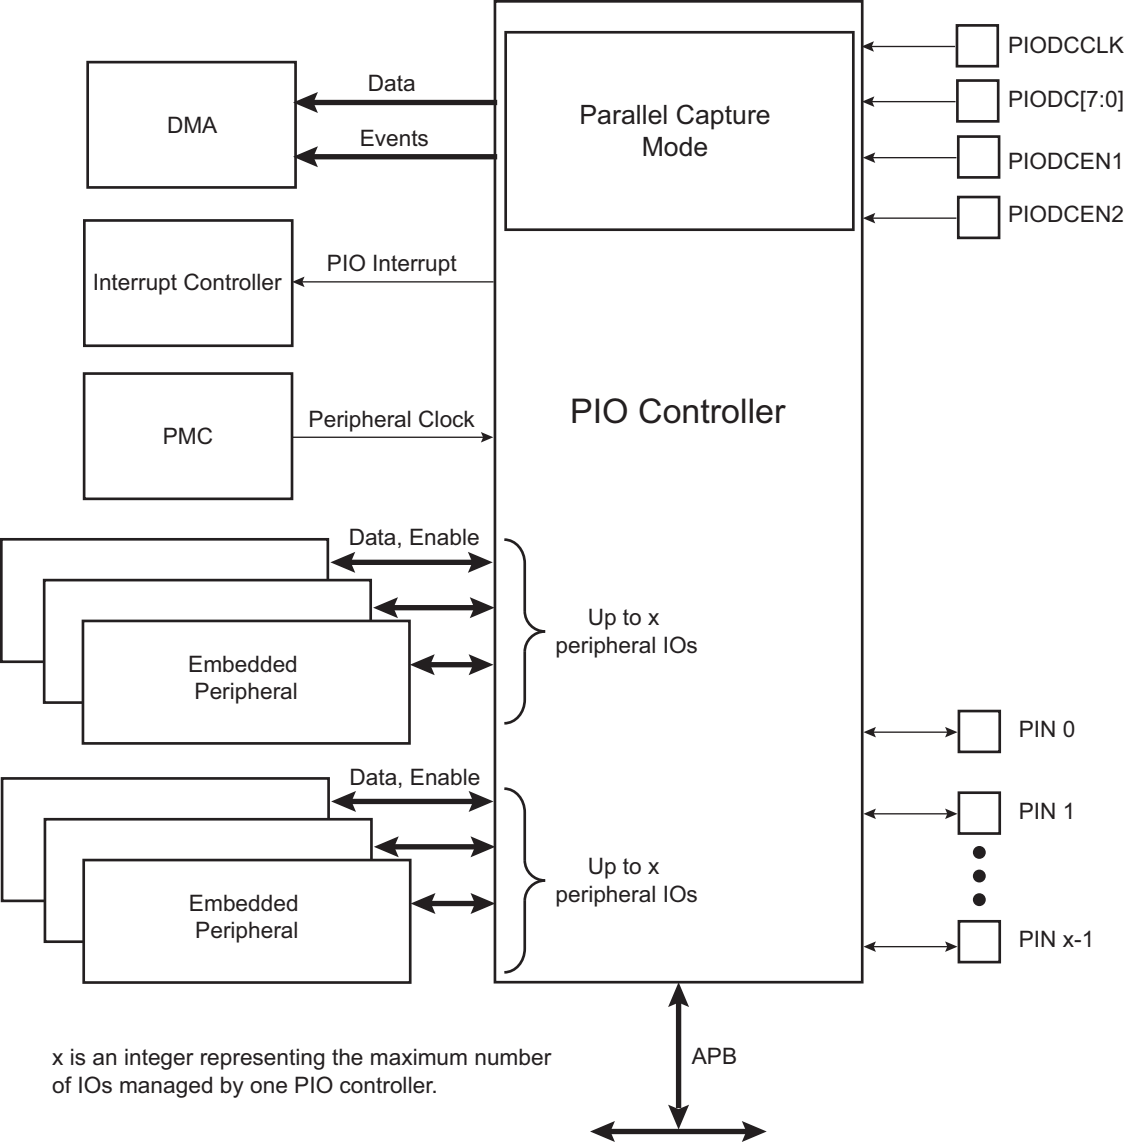 PIODCCLK
Data
DMA
Parallel Capture
Mode
PIODC[7:0]
Events
PIODCEN1
PIODCEN2
PIO Interrupt
Interrupt Controller
PIO Controller
Peripheral Clock
PMC
Data, Enable
Up to x
peripheral IOs
Embedded
Peripheral
PIN 0
Data, Enable
PIN 1
Up to x
peripheral IOs
Embedded
Peripheral
PIN x-1
APB
x is an integer representing the maximum number
of IOs managed by one PIO controller.